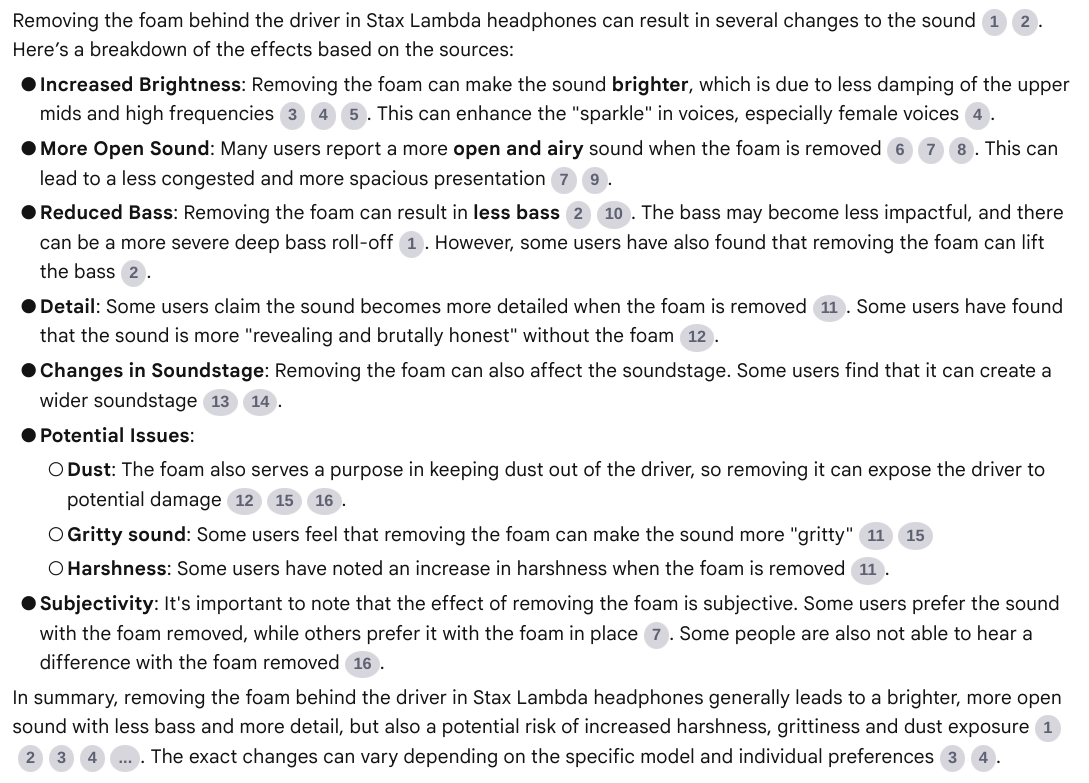 Removing the foam behind the driver in Stax Lambda headphones can result in several changes to the sound 1 2.
Here's a breakdown of the effects based on the sources:
● Increased Brightness: Removing the foam can make the sound brighter, which is due to less damping of the upper
mids and high frequencies 3 4 5. This can enhance the "sparkle" in voices, especially female voices 4.
● More Open Sound: Many users report a more open and airy sound when the foam is removed 6 7 8. This can
lead to a less congested and more spacious presentation 7 9.
● Reduced Bass: Removing the foam can result in less bass 2 10. The bass may become less impactful, and there
can be a more severe deep bass roll-off 1. However, some users have also found that removing the foam can lift
the bass 2.
● Detail: Some users claim the sound becomes more detailed when the foam is removed 11. Some users have found
that the sound is more "revealing and brutally honest" without the foam 12.
● Changes in Soundstage: Removing the foam can also affect the soundstage. Some users find that it can create a
wider soundstage 13 14.
● Potential Issues:
○ Dust: The foam also serves a purpose in keeping dust out of the driver, so removing it can expose the driver to
potential damage 12 15 16.
○ Gritty sound: Some users feel that removing the foam can make the sound more "gritty" 11 15
○ Harshness: Some users have noted an increase in harshness when the foam is removed 11.
● Subjectivity: It's important to note that the effect of removing the foam is subjective. Some users prefer the sound
with the foam removed, while others prefer it with the foam in place 7. Some people are also not able to hear a
difference with the foam removed 16.
In summary, removing the foam behind the driver in Stax Lambda headphones generally leads to a brighter, more open
sound with less bass and more detail, but also a potential risk of increased harshness, grittiness and dust exposure 1
2 3 4 .... The exact changes can vary depending on the specific model and individual preferences 3 4.